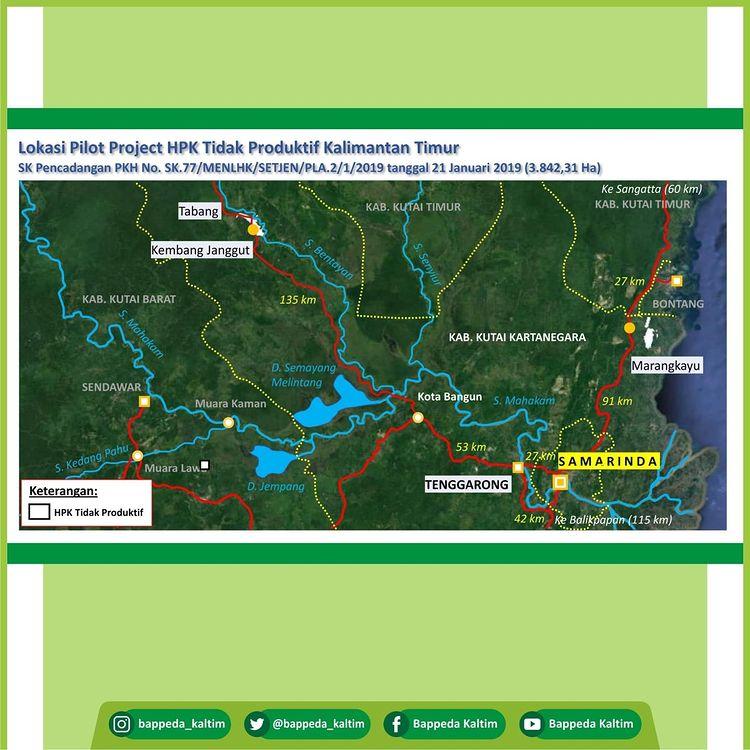 Lokasi Pilot Project HPK Tidak Produktif Kalimantan Timur
SK Pencadangan PKH No. SK.77/MENLHK/SETJEN/PLA.2/1/2019 tanggal 21 Januari 2019 (3.842,31 Ha)
Ke Sangatta (60 km)
KAB. KUTAI TIMUR
KAB. KUTAI TIMUR
Tabang
Kembang Janggut
S. Bentayan
S. Senyur
27 km
135 km
KAB. KUTAI BARAT
BONTANG
S. Mahakam
KAB. KUTAI KARTANEGARA
Marangkayu
D. Semayang
Melintang
SENDAWAR
Muara Kaman
Kota Bangun
S. Mahakam
91 km
53 km
27km
SAMARINDA
S. Kedang Pahu
Muara Lawa
D. Jempang
TENGGARONG
42 km
Ke Balikpapan (115 km)
Keterangan:
HPK Tidak Produktif
bappeda_kaltim
@bappeda_kaltim
Bappeda Kaltim
Bappeda Kaltim